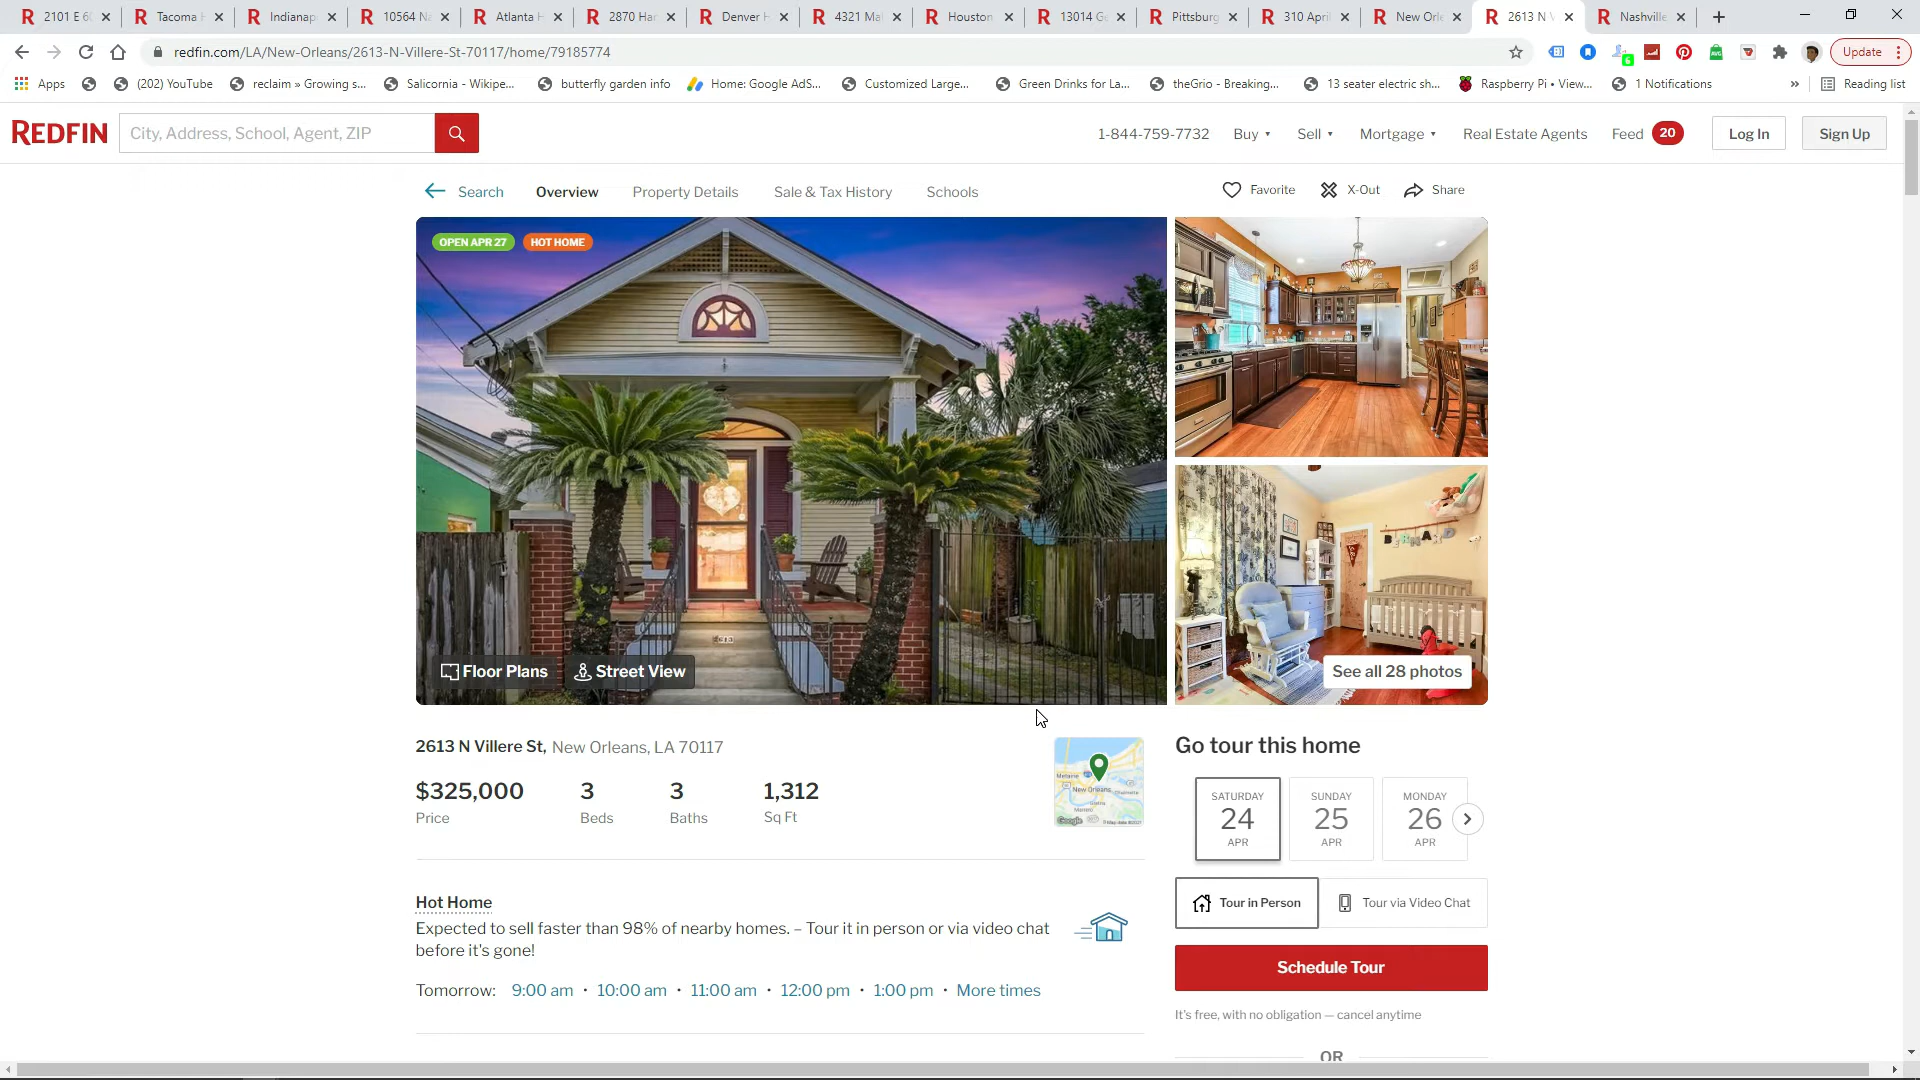 2101 E 6
Tacoma H
Indianap
10564 N
Atlanta H
2870 Har
Denver H
4321 Ma
Houston
13014 G
Pittsburg
310 April
New Orle
2613 N V
Nashville
redfin.com/LA/New-Orleans/2613-N-Villere-St-70117/home/79185774
Update
Apps
(202) YouTube
reclaim » Growing s...
Salicornia - Wikipe...
butterfly garden info
Home: Google AdS...
Customized Large...
Green Drinks for La...
theGrio - Breaking...
13 seater electric sh...
Raspberry Pi • View...
1 Notifications
»
Reading list
REDFIN
City, Address, School, Agent, ZIP
1-844-759-7732
Buy
Sell
Mortgage
Real Estate Agents
Feed 20
Log In
Sign Up
Search
Overview
Property Details
Sale & Tax History
Schools
Favorite
X-Out
Share
OPEN APR 27
HOT HOME
Floor Plans
Street View
See all 28 photos
2613 N Villere St, New Orleans, LA 70117
$325,000
Price
3
Beds
3
Baths
1,312
Sq Ft
New Orleans
Google
Go tour this home
SATURDAY
24
APR
SUNDAY
25
APR
MONDAY
26
APR
Tour in Person
Tour via Video Chat
Schedule Tour
It's free, with no obligation — cancel anytime
OR
Hot Home
Expected to sell faster than 98% of nearby homes. – Tour it in person or via video chat
before it's gone!
Tomorrow: 9:00 am • 10:00 am • 11:00 am • 12:00 pm • 1:00 pm • More times